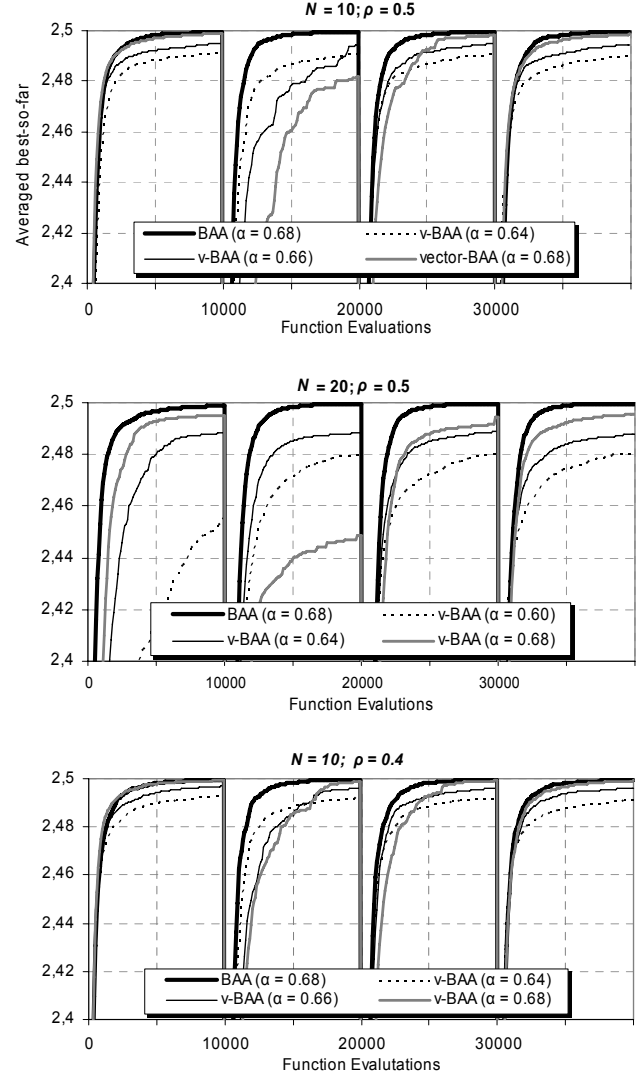 N = 10; ρ = 0.5
Averaged best-so-far
2,5
2,48
2,46
2,44
2,42
2,4
BAA (α = 0.68)
v-BAA (α = 0.64)
v-BAA (α = 0.66)
vector-BAA (α = 0.68)
0 10000 20000 30000
Function Evaluations
N = 20; ρ = 0.5
2,5
2,48
2,46
2,44
2,42
2,4
BAA (α = 0.68)
v-BAA (α = 0.60)
v-BAA (α = 0.64)
v-BAA (α = 0.68)
0 10000 20000 30000
Function Evalutations
N = 10; ρ = 0.4
2,5
2,48
2,46
2,44
2,42
2,4
BAA (α = 0.68)
v-BAA (α = 0.64)
v-BAA (α = 0.66)
v-BAA (α = 0.68)
0 10000 20000 30000
Function Evalutations